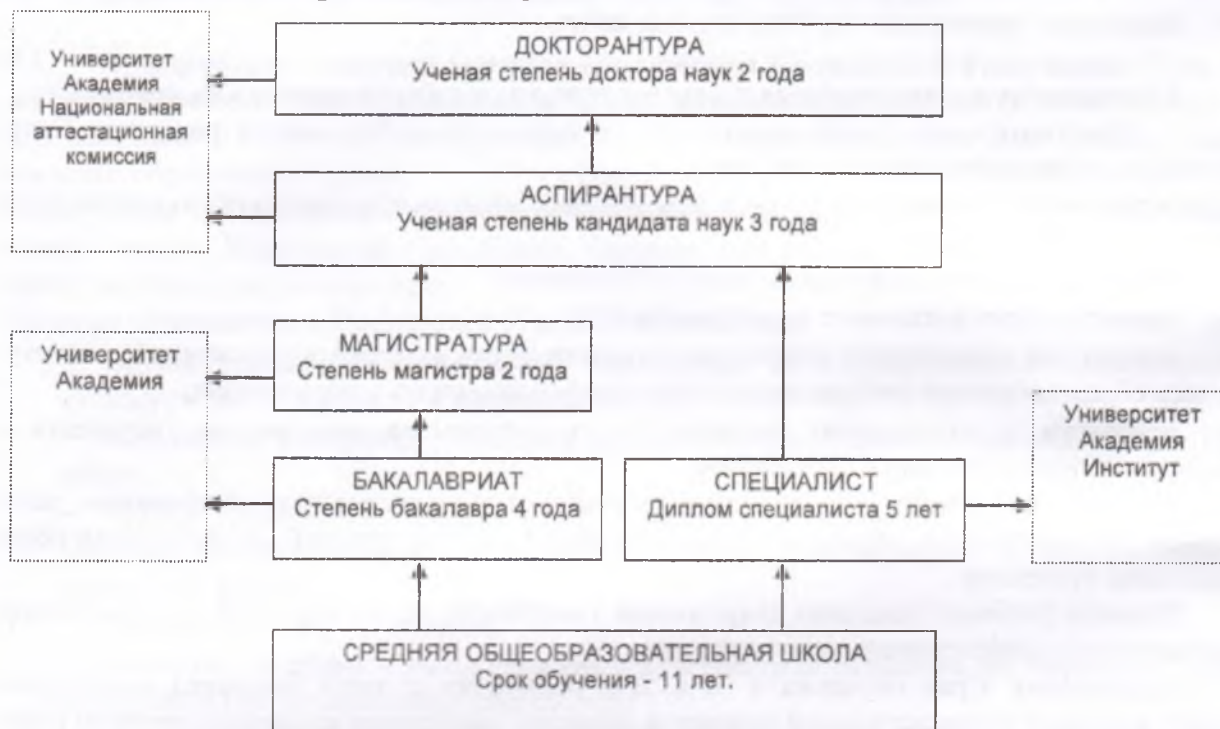 ДОКТОРАНТУРА
Ученая степень доктора наук 2 года
Университет
Академия
Национальная
аттестационная
комиссия
АСПИРАНТУРА
Ученая степень кандидата наук 3 года
МАГИСТРАТУРА
Степень магистра 2 года
Университет
Академия
БАКАЛАВРИАТ
Степень бакалавра 4 года
СПЕЦИАЛИСТ
Диплом специалиста 5 лет
Университет
Академия
Институт
СРЕДНЯЯ ОБЩЕОБРАЗОВАТЕЛЬНАЯ ШКОЛА
Срок обучения - 11 лет.